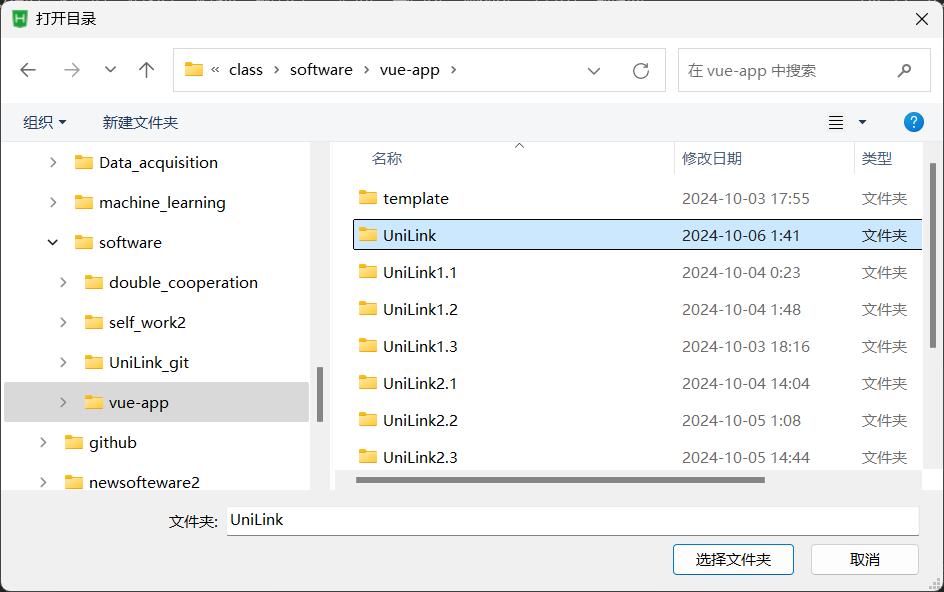 打开目录
« class › software › vue-app ›
在 vue-app 中搜索
组织 新建文件夹
Data_acquisition
machine_learning
software
double_cooperation
self_work2
UniLink_git
vue-app
github
newsofteware2
名称 修改日期 类型
template 2024-10-03 17:55 文件夹
UniLink 2024-10-06 1:41 文件夹
UniLink1.1 2024-10-04 0:23 文件夹
UniLink1.2 2024-10-04 1:48 文件夹
UniLink1.3 2024-10-03 18:16 文件夹
UniLink2.1 2024-10-04 14:04 文件夹
UniLink2.2 2024-10-05 1:08 文件夹
UniLink2.3 2024-10-05 14:44 文件夹
文件夹: UniLink
选择文件夹 取消